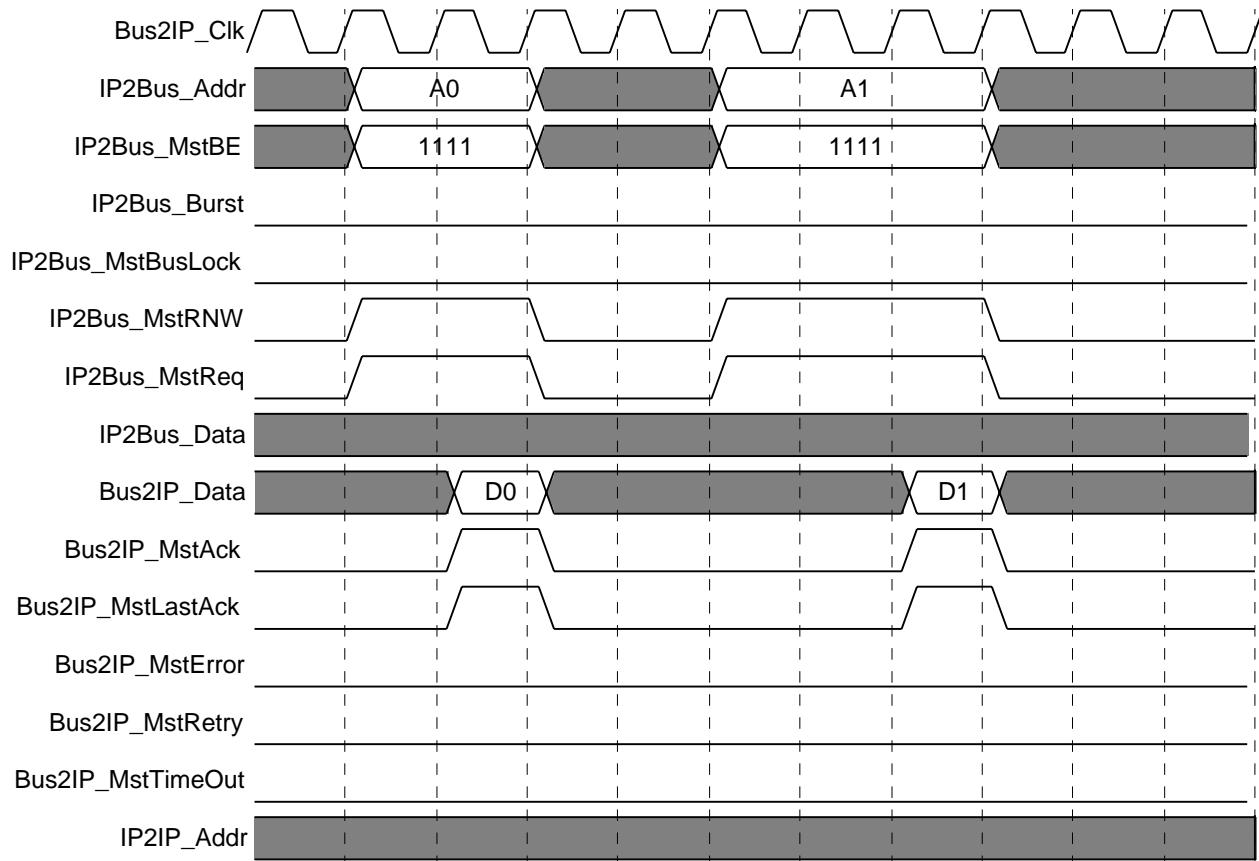 Bus2IP_Clk
IP2Bus_Addr A0 A1
IP2Bus_MstBE 1111 1111
IP2Bus_Burst
IP2Bus_MstBusLock
IP2Bus_MstRNW
IP2Bus_MstReq
IP2Bus_Data
Bus2IP_Data D0 D1
Bus2IP_MstAck
Bus2IP_MstLastAck
Bus2IP_MstError
Bus2IP_MstRetry
Bus2IP_MstTimeOut
IP2IP_Addr